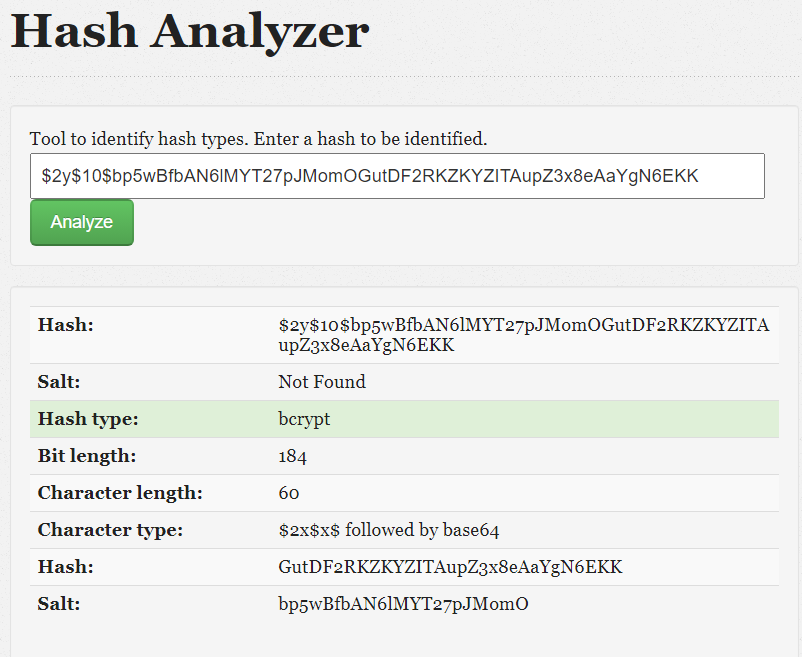 Hash Analyzer
Tool to identify hash types. Enter a hash to be identified.
$2y$10$bp5wBfbAN6lMYT27pJMomOGutDF2RKZKYZITAupZ3x8eAaYgN6EKK
Analyze
Hash: $2y$10$bp5wBfbAN6lMYT27pJMomOGutDF2RKZKYZITA
upZ3x8eAaYgN6EKK
Salt: Not Found
Hash type: bcrypt
Bit length: 184
Character length: 60
Character type: $2x$x$ followed by base64
Hash: GutDF2RKZKYZITAupZ3x8eAaYgN6EKK
Salt: bp5wBfbAN6lMYT27pJMomO